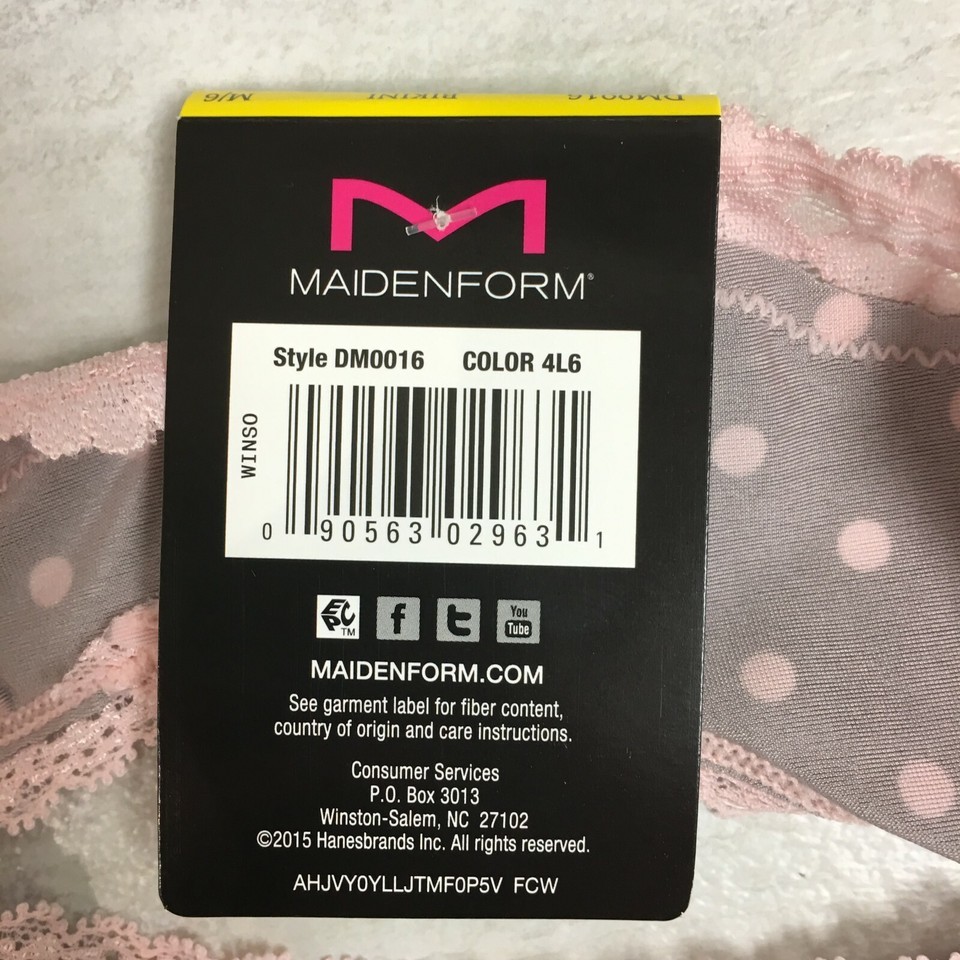 M/6 BIKINI DM0016
MAIDENFORM®
Style DM0016 COLOR 4L6
WINSO
0 90563 02963 1
EPC TM
f t You Tube
MAIDENFORM.COM
See garment label for fiber content,
country of origin and care instructions.
Consumer Services
P.O. Box 3013
Winston-Salem, NC 27102
©2015 Hanesbrands Inc. All rights reserved.
AHJVY0YLLJTMF0P5V FCW